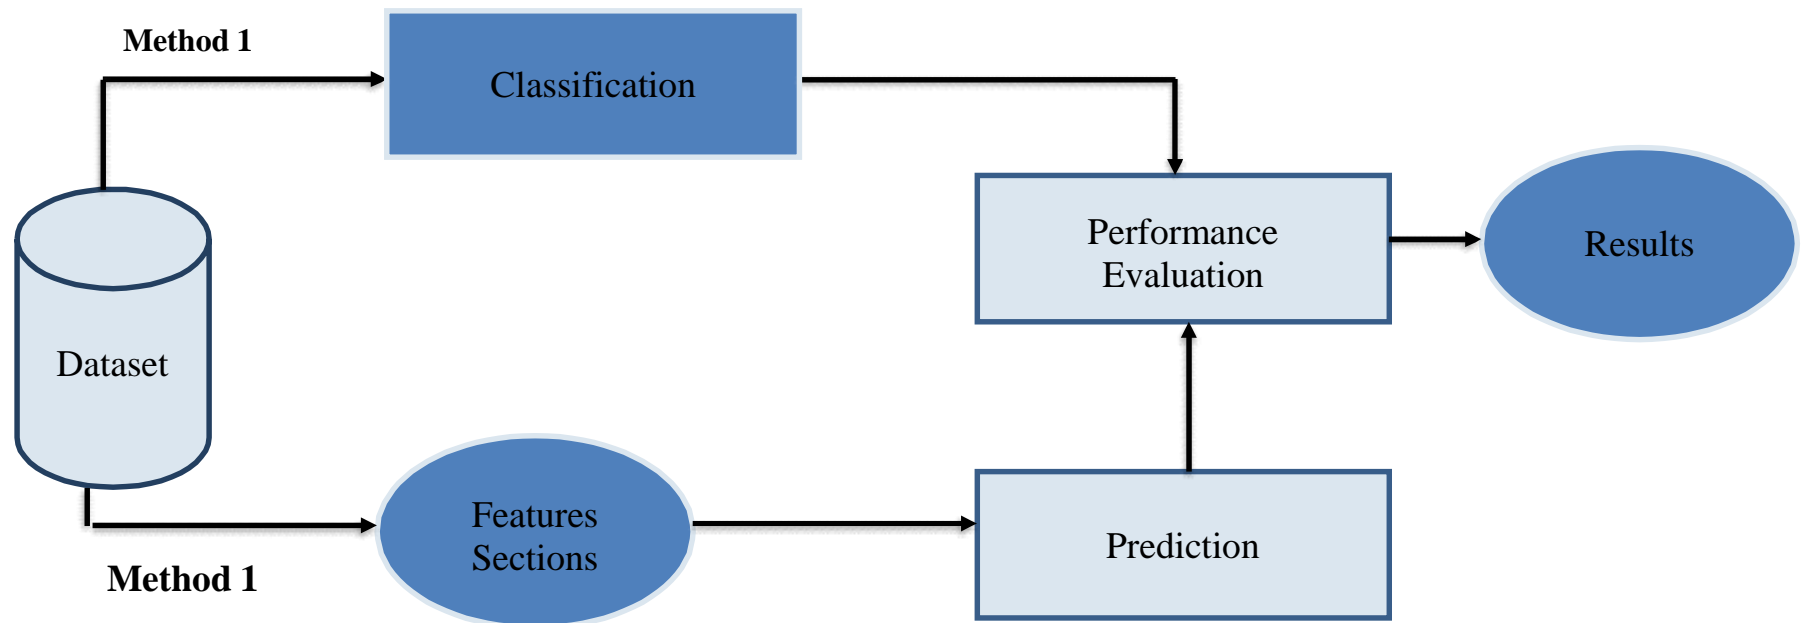 Method 1
Classification
Performance
Evaluation
Results
Dataset
Features
Sections
Prediction
Method 1